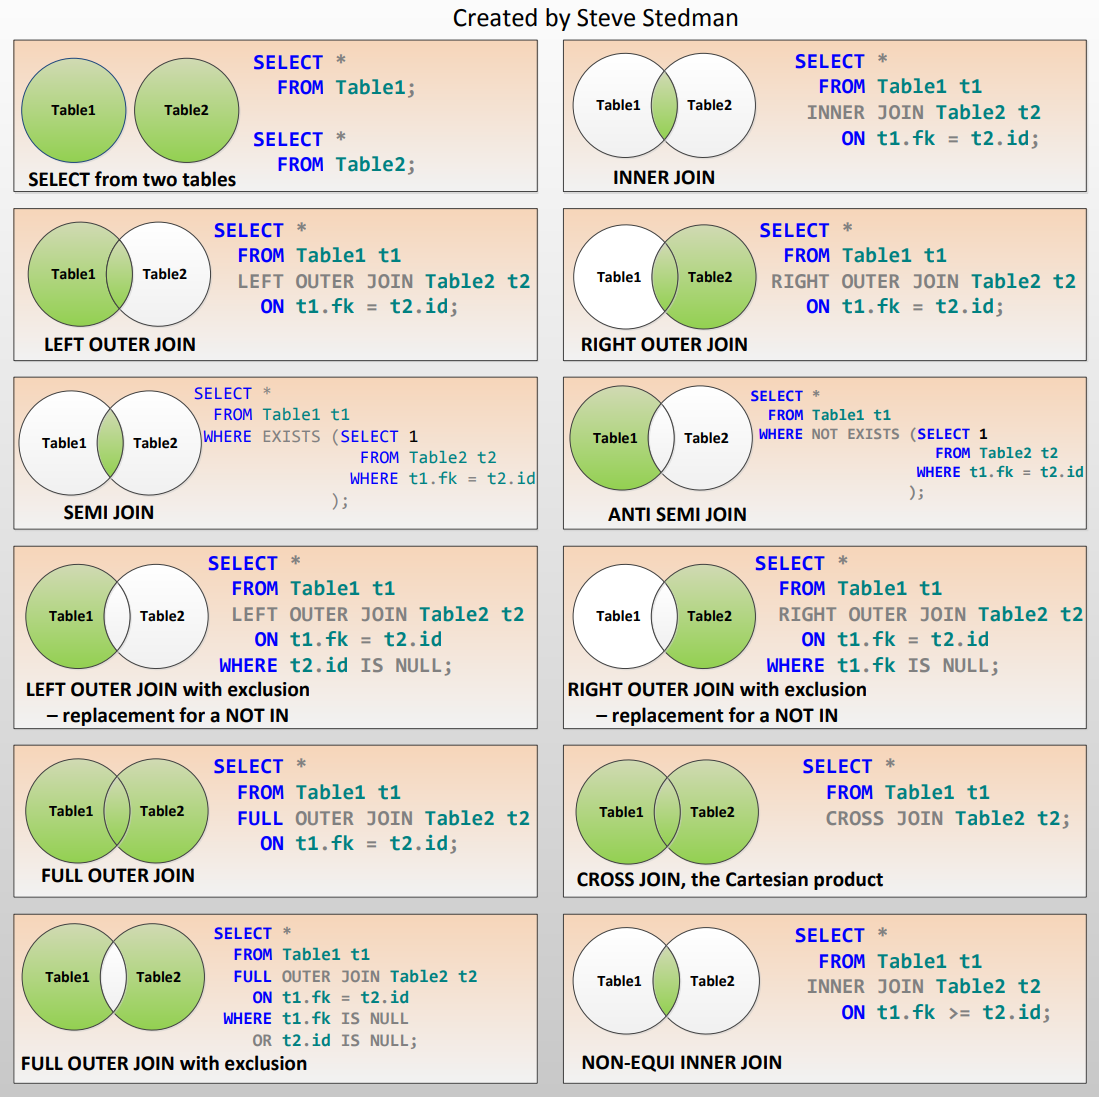 Created by Steve Stedman
Table1
Table2
SELECT *
FROM Table1;
SELECT *
FROM Table2;
SELECT from two tables
Table1
Table2
SELECT *
FROM Table1 t1
INNER JOIN Table2 t2
ON t1.fk = t2.id;
INNER JOIN
Table1
Table2
SELECT *
FROM Table1 t1
LEFT OUTER JOIN Table2 t2
ON t1.fk = t2.id;
LEFT OUTER JOIN
Table1
Table2
SELECT *
FROM Table1 t1
RIGHT OUTER JOIN Table2 t2
ON t1.fk = t2.id;
RIGHT OUTER JOIN
Table1
Table2
SELECT *
FROM Table1 t1
WHERE EXISTS (SELECT 1
FROM Table2 t2
WHERE t1.fk = t2.id
);
SEMI JOIN
Table1
Table2
SELECT *
FROM Table1 t1
WHERE NOT EXISTS (SELECT 1
FROM Table2 t2
WHERE t1.fk = t2.id
);
ANTI SEMI JOIN
Table1
Table2
SELECT *
FROM Table1 t1
LEFT OUTER JOIN Table2 t2
ON t1.fk = t2.id
WHERE t2.id IS NULL;
LEFT OUTER JOIN with exclusion
– replacement for a NOT IN
Table1
Table2
SELECT *
FROM Table1 t1
RIGHT OUTER JOIN Table2 t2
ON t1.fk = t2.id
WHERE t1.fk IS NULL;
RIGHT OUTER JOIN with exclusion
– replacement for a NOT IN
Table1
Table2
SELECT *
FROM Table1 t1
FULL OUTER JOIN Table2 t2
ON t1.fk = t2.id;
FULL OUTER JOIN
Table1
Table2
SELECT *
FROM Table1 t1
CROSS JOIN Table2 t2;
CROSS JOIN, the Cartesian product
Table1
Table2
SELECT *
FROM Table1 t1
FULL OUTER JOIN Table2 t2
ON t1.fk = t2.id
WHERE t1.fk IS NULL
OR t2.id IS NULL;
FULL OUTER JOIN with exclusion
Table1
Table2
SELECT *
FROM Table1 t1
INNER JOIN Table2 t2
ON t1.fk >= t2.id;
NON-EQUI INNER JOIN